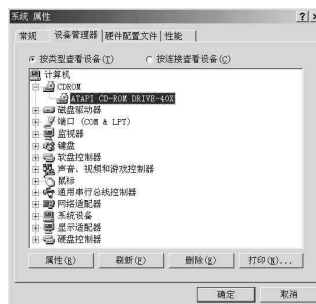 系统 属性
? ×
常规 设备管理器 硬件配置文件 性能
按类型查看设备(T) 按连接查看设备(C)
计算机
CDROM
ATAPI CD-ROM DRIVE-40X
磁盘驱动器
端口 (COM & LPT)
监视器
键盘
软盘控制器
声音、视频和游戏控制器
鼠标
通用串行总线控制器
网络适配器
系统设备
显示适配器
硬盘控制器
属性(R) 刷新(F) 删除(E) 打印(N)...
确定 取消